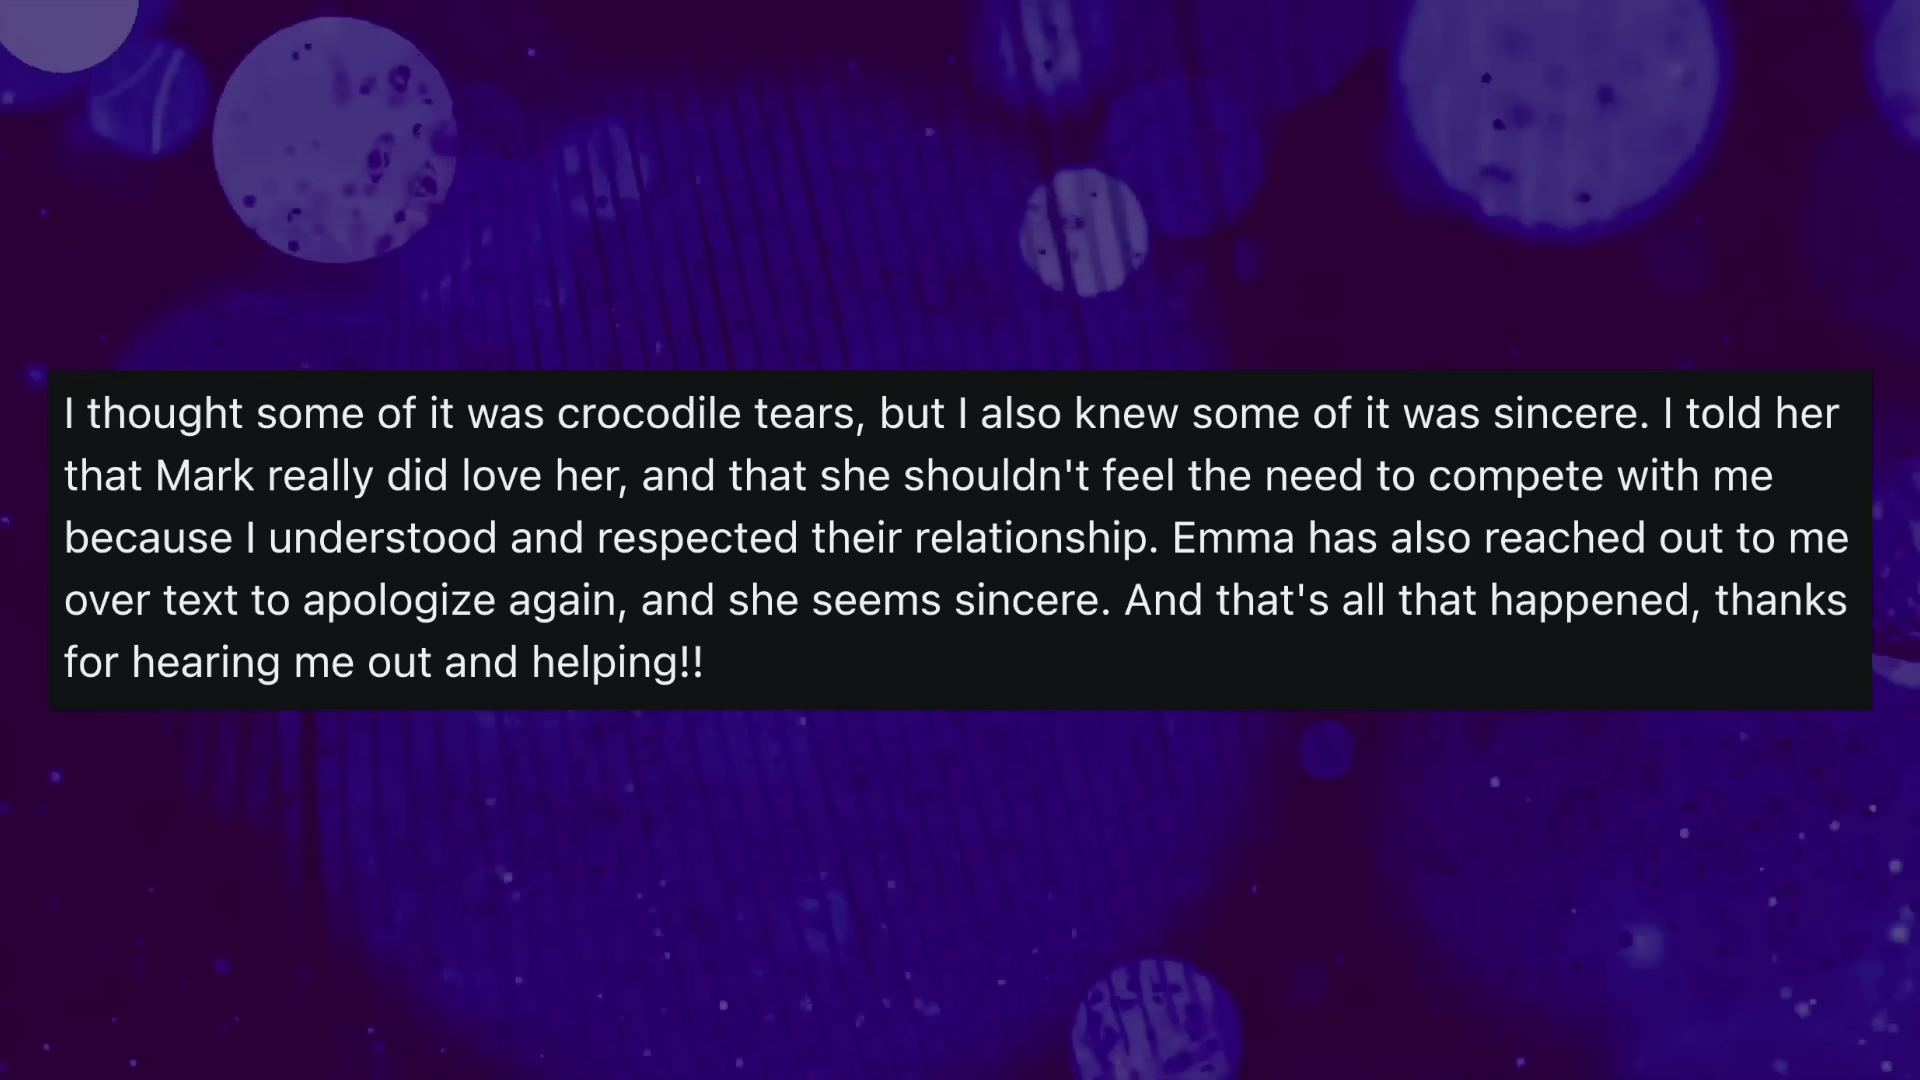 I thought some of it was crocodile tears, but I also knew some of it was sincere. I told her
that Mark really did love her, and that she shouldn't feel the need to compete with me
because I understood and respected their relationship. Emma has also reached out to me
over text to apologize again, and she seems sincere. And that's all that happened, thanks
for hearing me out and helping!!